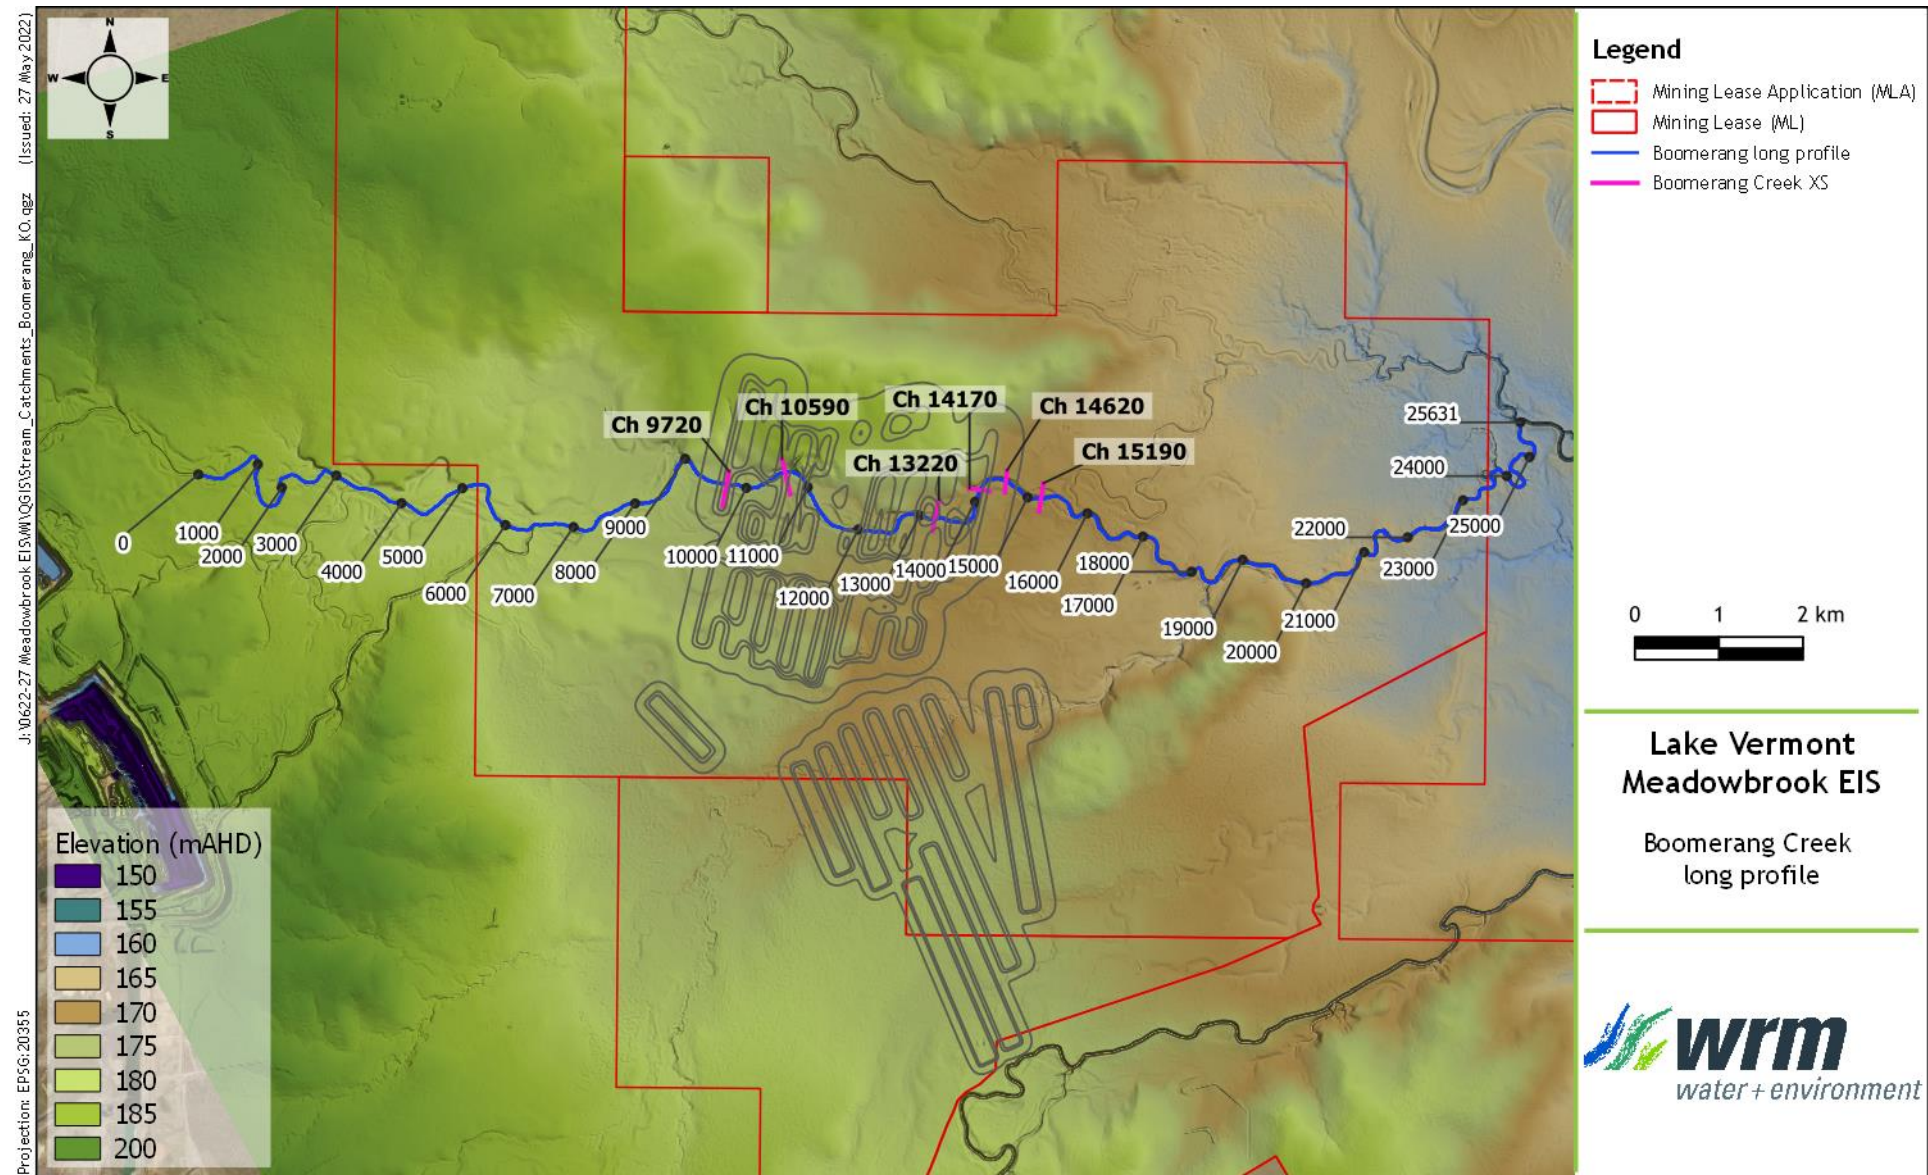 J:\0622-27 Meadowbrook EIS\WI\QGIS\Stream_Catchments_Boomerang_KO.qgz (Issued: 27 May 2022)
Projection: EPSG:20355
N
W
E
S
Ch 9720
Ch 10590
Ch 14170
Ch 14620
Ch 13220
Ch 15190
0
1000
2000
3000
4000
5000
6000
7000
8000
9000
10000
11000
12000
13000
14000
15000
16000
17000
18000
19000
20000
21000
22000
23000
24000
25000
25631
Elevation (mAHD)
150
155
160
165
170
175
180
185
200
Legend
Mining Lease Application (MLA)
Mining Lease (ML)
Boomerang long profile
Boomerang Creek XS
0 1 2 km
Lake Vermont
Meadowbrook EIS
Boomerang Creek
long profile
wrm
water + environment